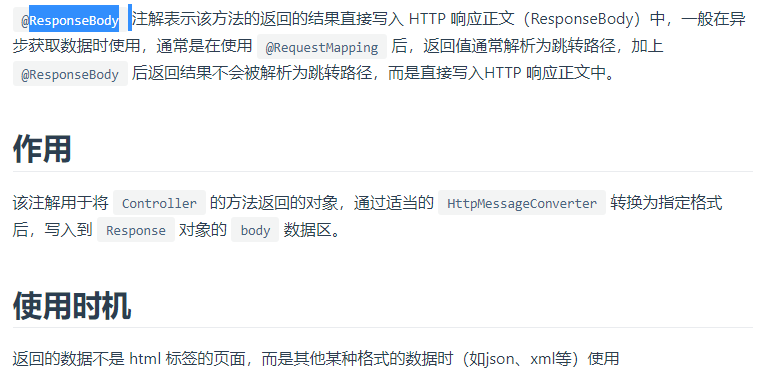 @ResponseBody 注解表示该方法的返回的结果直接写入 HTTP 响应正文（ResponseBody）中，一般在异
步获取数据时使用，通常是在使用 @RequestMapping 后，返回值通常解析为跳转路径，加上
@ResponseBody 后返回结果不会被解析为跳转路径，而是直接写入HTTP 响应正文中。
作用
该注解用于将 Controller 的方法返回的对象，通过适当的 HttpMessageConverter 转换为指定格式
后，写入到 Response 对象的 body 数据区。
使用时机
返回的数据不是 html 标签的页面，而是其他某种格式的数据时（如json、xml等）使用